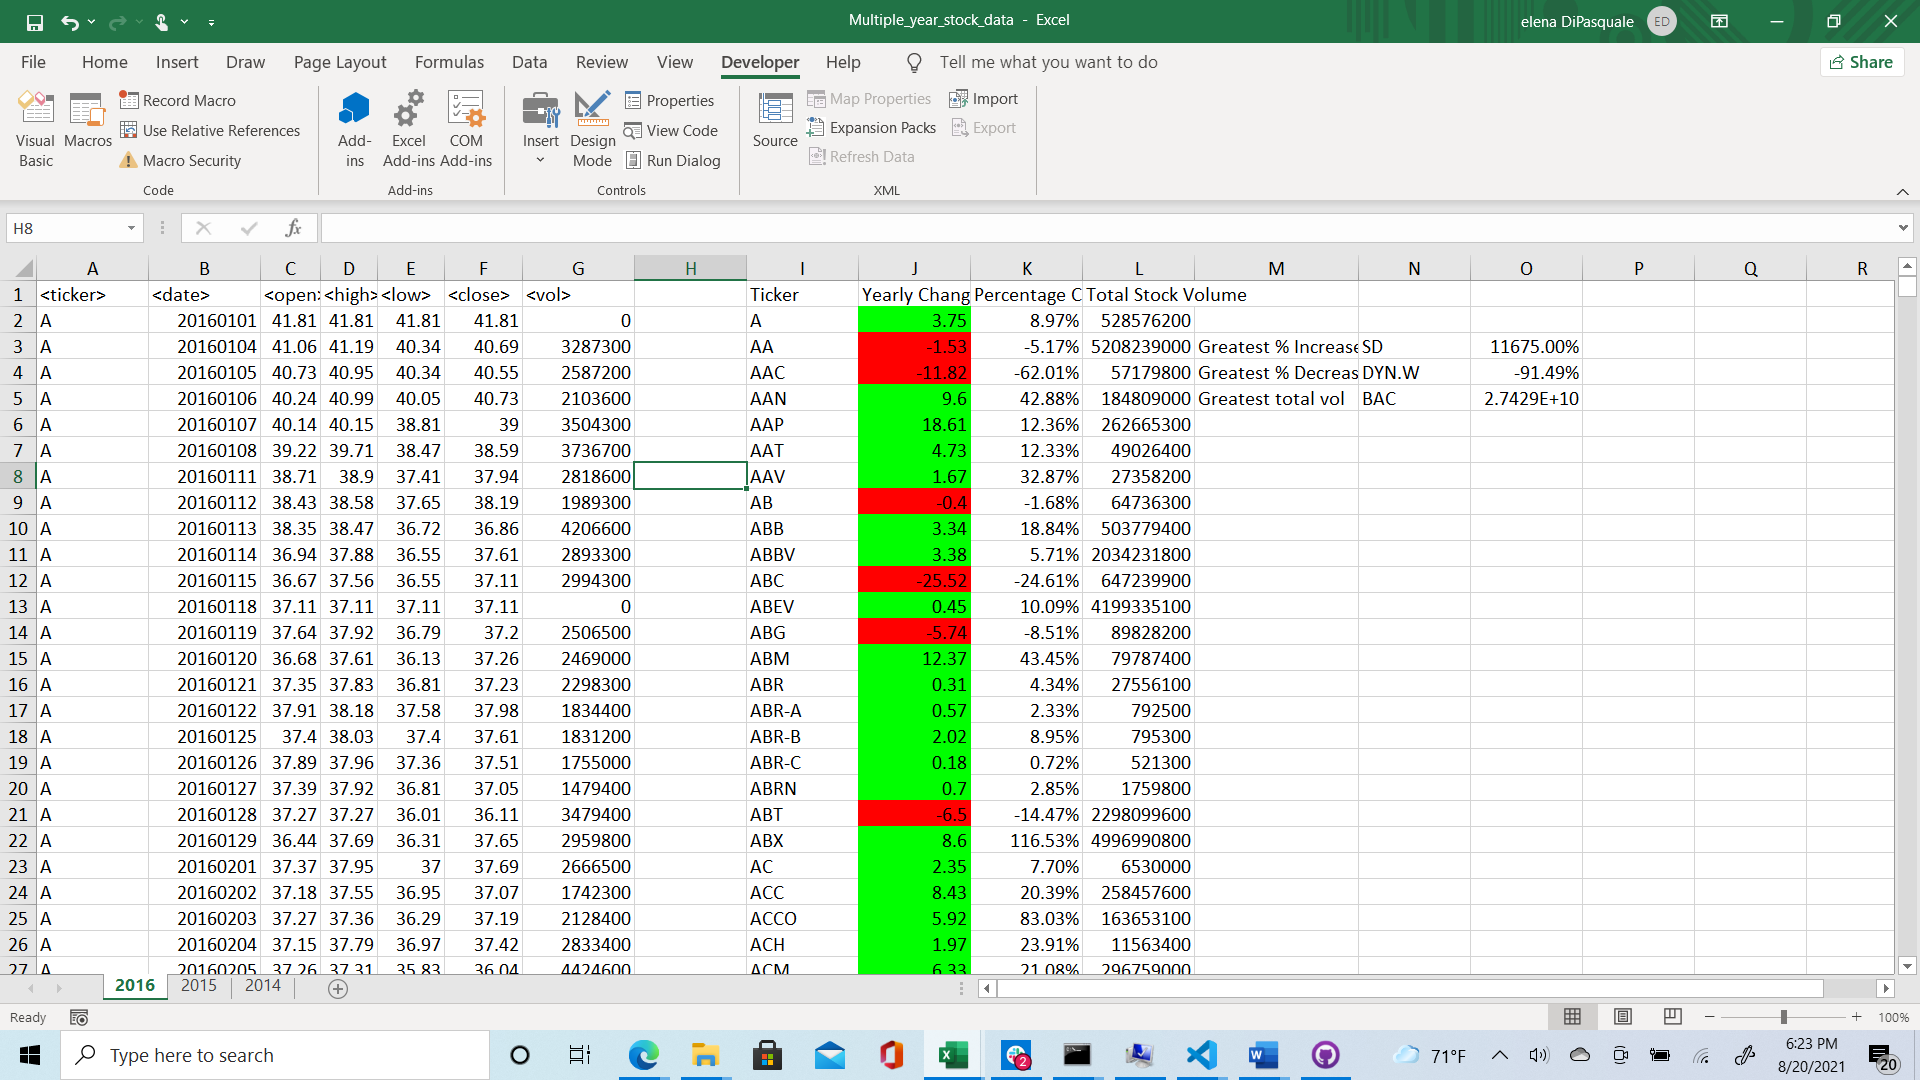 Multiple_year_stock_data - Excel
elena DiPasquale ED
File Home Insert Draw Page Layout Formulas Data Review View Developer Help Tell me what you want to do Share
Visual Basic
Macros
Record Macro
Use Relative References
Macro Security
Code
Add-ins
Excel Add-ins
COM Add-ins
Add-ins
Insert
Design Mode
Properties
View Code
Run Dialog
Controls
Source
Map Properties
Expansion Packs
Refresh Data
Import
Export
XML
H8 fx
A B C D E F G H I J K L M N O P Q R
1 <ticker> <date> <open> <high> <low> <close> <vol> Ticker Yearly Chang Percentage C Total Stock Volume
2 A 20160101 41.81 41.81 41.81 41.81 0 A 3.75 8.97% 528576200
3 A 20160104 41.06 41.19 40.34 40.69 3287300 AA -1.53 -5.17% 5208239000 Greatest % Increase SD 11675.00%
4 A 20160105 40.73 40.95 40.34 40.55 2587200 AAC -11.82 -62.01% 57179800 Greatest % Decreas DYN.W -91.49%
5 A 20160106 40.24 40.99 40.05 40.73 2103600 AAN 9.6 42.88% 184809000 Greatest total vol BAC 2.7429E+10
6 A 20160107 40.14 40.15 38.81 39 3504300 AAP 18.61 12.36% 262665300
7 A 20160108 39.22 39.71 38.47 38.59 3736700 AAT 4.73 12.33% 49026400
8 A 20160111 38.71 38.9 37.41 37.94 2818600 AAV 1.67 32.87% 27358200
9 A 20160112 38.43 38.58 37.65 38.19 1989300 AB -0.4 -1.68% 64736300
10 A 20160113 38.35 38.47 36.72 36.86 4206600 ABB 3.34 18.84% 503779400
11 A 20160114 36.94 37.88 36.55 37.61 2893300 ABBV 3.38 5.71% 2034231800
12 A 20160115 36.67 37.56 36.55 37.11 2994300 ABC -25.52 -24.61% 647239900
13 A 20160118 37.11 37.11 37.11 37.11 0 ABEV 0.45 10.09% 4199335100
14 A 20160119 37.64 37.92 36.79 37.2 2506500 ABG -5.74 -8.51% 89828200
15 A 20160120 36.68 37.61 36.13 37.26 2469000 ABM 12.37 43.45% 79787400
16 A 20160121 37.35 37.83 36.81 37.23 2298300 ABR 0.31 4.34% 27556100
17 A 20160122 37.91 38.18 37.58 37.98 1834400 ABR-A 0.57 2.33% 792500
18 A 20160125 37.4 38.03 37.4 37.61 1831200 ABR-B 2.02 8.95% 795300
19 A 20160126 37.89 37.96 37.36 37.51 1755000 ABR-C 0.18 0.72% 521300
20 A 20160127 37.39 37.92 36.81 37.05 1479400 ABRN 0.7 2.85% 1759800
21 A 20160128 37.27 37.27 36.01 36.11 3479400 ABT -6.5 -14.47% 2298099600
22 A 20160129 36.44 37.69 36.31 37.65 2959800 ABX 8.6 116.53% 4996990800
23 A 20160201 37.37 37.95 37 37.69 2666500 AC 2.35 7.70% 6530000
24 A 20160202 37.18 37.55 36.95 37.07 1742300 ACC 8.43 20.39% 258457600
25 A 20160203 37.27 37.36 36.29 37.19 2128400 ACCO 5.92 83.03% 163653100
26 A 20160204 37.15 37.79 36.97 37.42 2833400 ACH 1.97 23.91% 11563400
27 A 20160205 37.26 37.31 35.83 36.04 4424600 ACM 6.33 21.08% 296759000
2016 2015 2014
Ready 100%
Type here to search
2
71°F
6:23 PM
8/20/2021
20